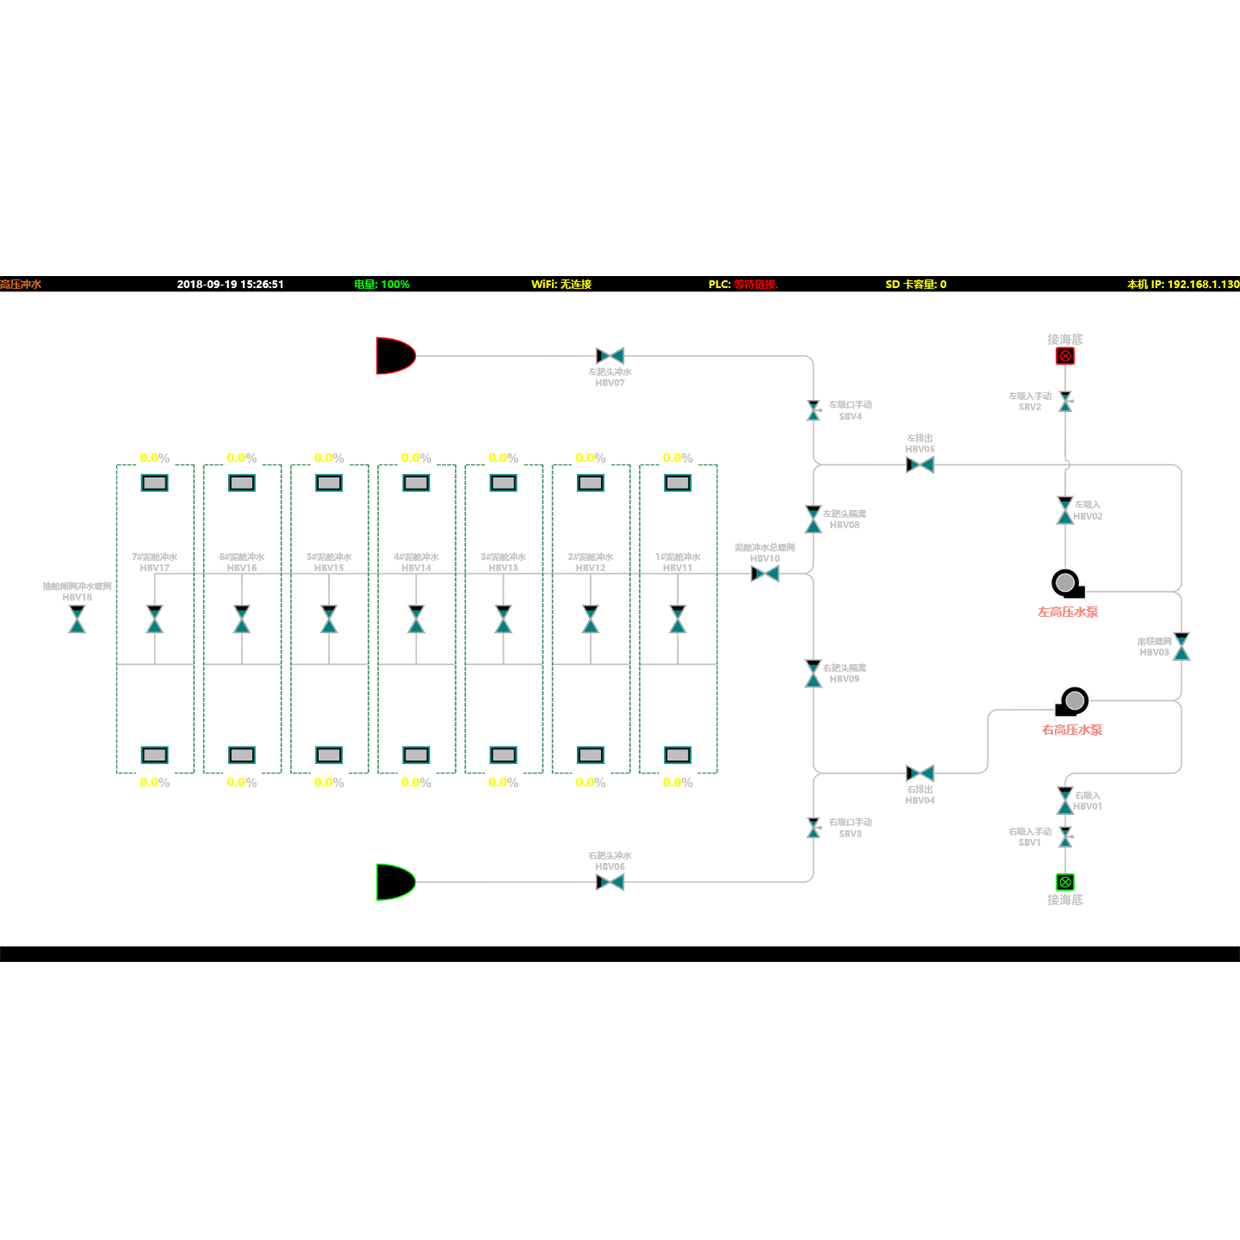 高压冲水 2018-09-19 15:26:51 电量: 100% WiFi: 无连接 PLC: 等待链接. SD 卡容量: 0 本机 IP: 192.168.1.130
接海底
左耙头冲水
HBV07
左吸入手动
SBV2
左吸口手动
SBV4
左排出
HBV05
0.0% 0.0% 0.0% 0.0% 0.0% 0.0% 0.0%
左吸入
HBV02
左耙头隔离
HBV08
泥舱冲水总蝶阀
HBV10
7#泥舱冲水 6#泥舱冲水 5#泥舱冲水 4#泥舱冲水 3#泥舱冲水 2#泥舱冲水 1#泥舱冲水
HBV17 HBV16 HBV15 HBV14 HBV13 HBV12 HBV11
抽舱闸阀冲水蝶阀
HBV18
左高压水泵
串联蝶阀
HBV03
右耙头隔离
HBV09
右高压水泵
0.0% 0.0% 0.0% 0.0% 0.0% 0.0% 0.0%
右排出
HBV04
右吸入
HBV01
右吸口手动
SBV3
右吸入手动
SBV1
右耙头冲水
HBV06
接海底